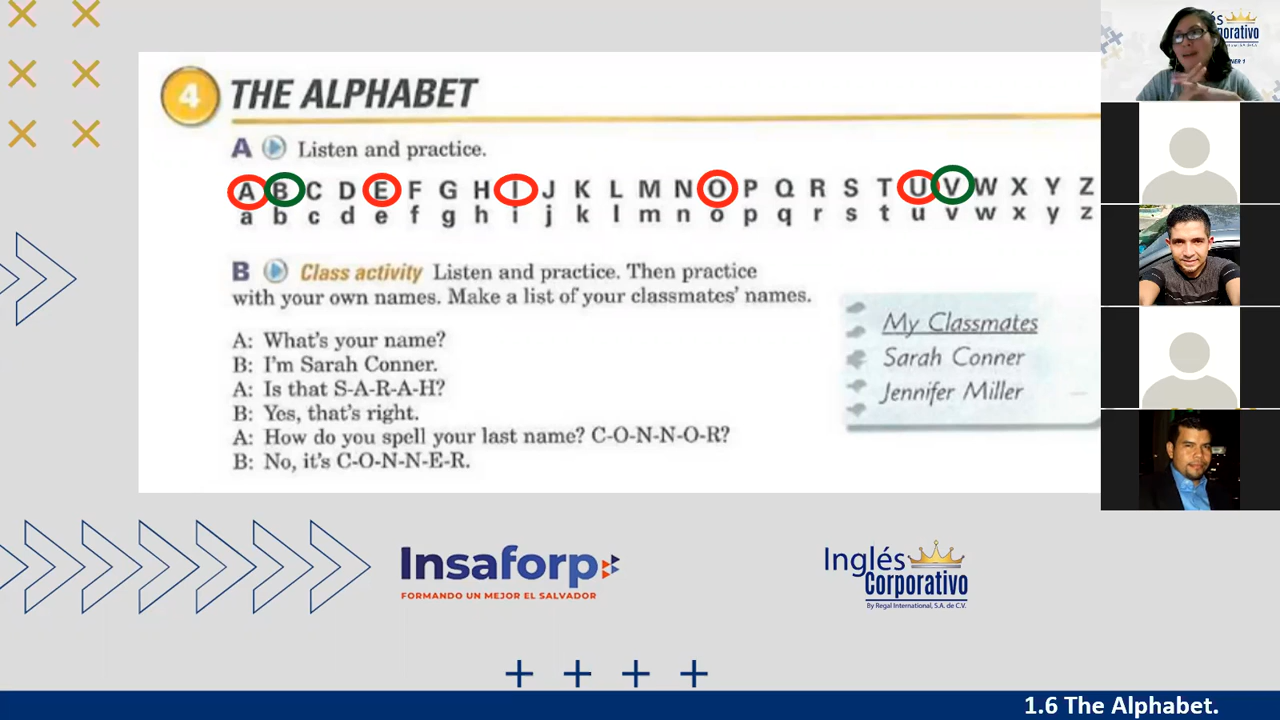 4 THE ALPHABET
A Listen and practice.
A B C D E F G H I J K L M N O P Q R S T U V W X Y Z
a b c d e f g h i j k l m n o p q r s t u v w x y z
B Class activity Listen and practice. Then practice
with your own names. Make a list of your classmates' names.
A: What's your name?
B: I'm Sarah Conner.
A: Is that S-A-R-A-H?
B: Yes, that's right.
A: How do you spell your last name? C-O-N-N-O-R?
B: No, it's C-O-N-N-E-R.
My Classmates
Sarah Conner
Jennifer Miller
Insaforp
FORMANDO UN MEJOR EL SALVADOR
Inglés
Corporativo
By Regal International, S.A. de C.V.
1.6 The Alphabet.